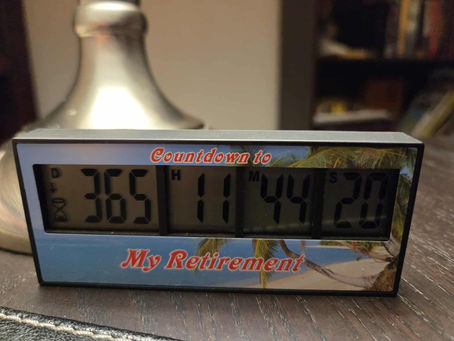 Countdown to
D 365 H 11 M 44 S 20
My Retirement